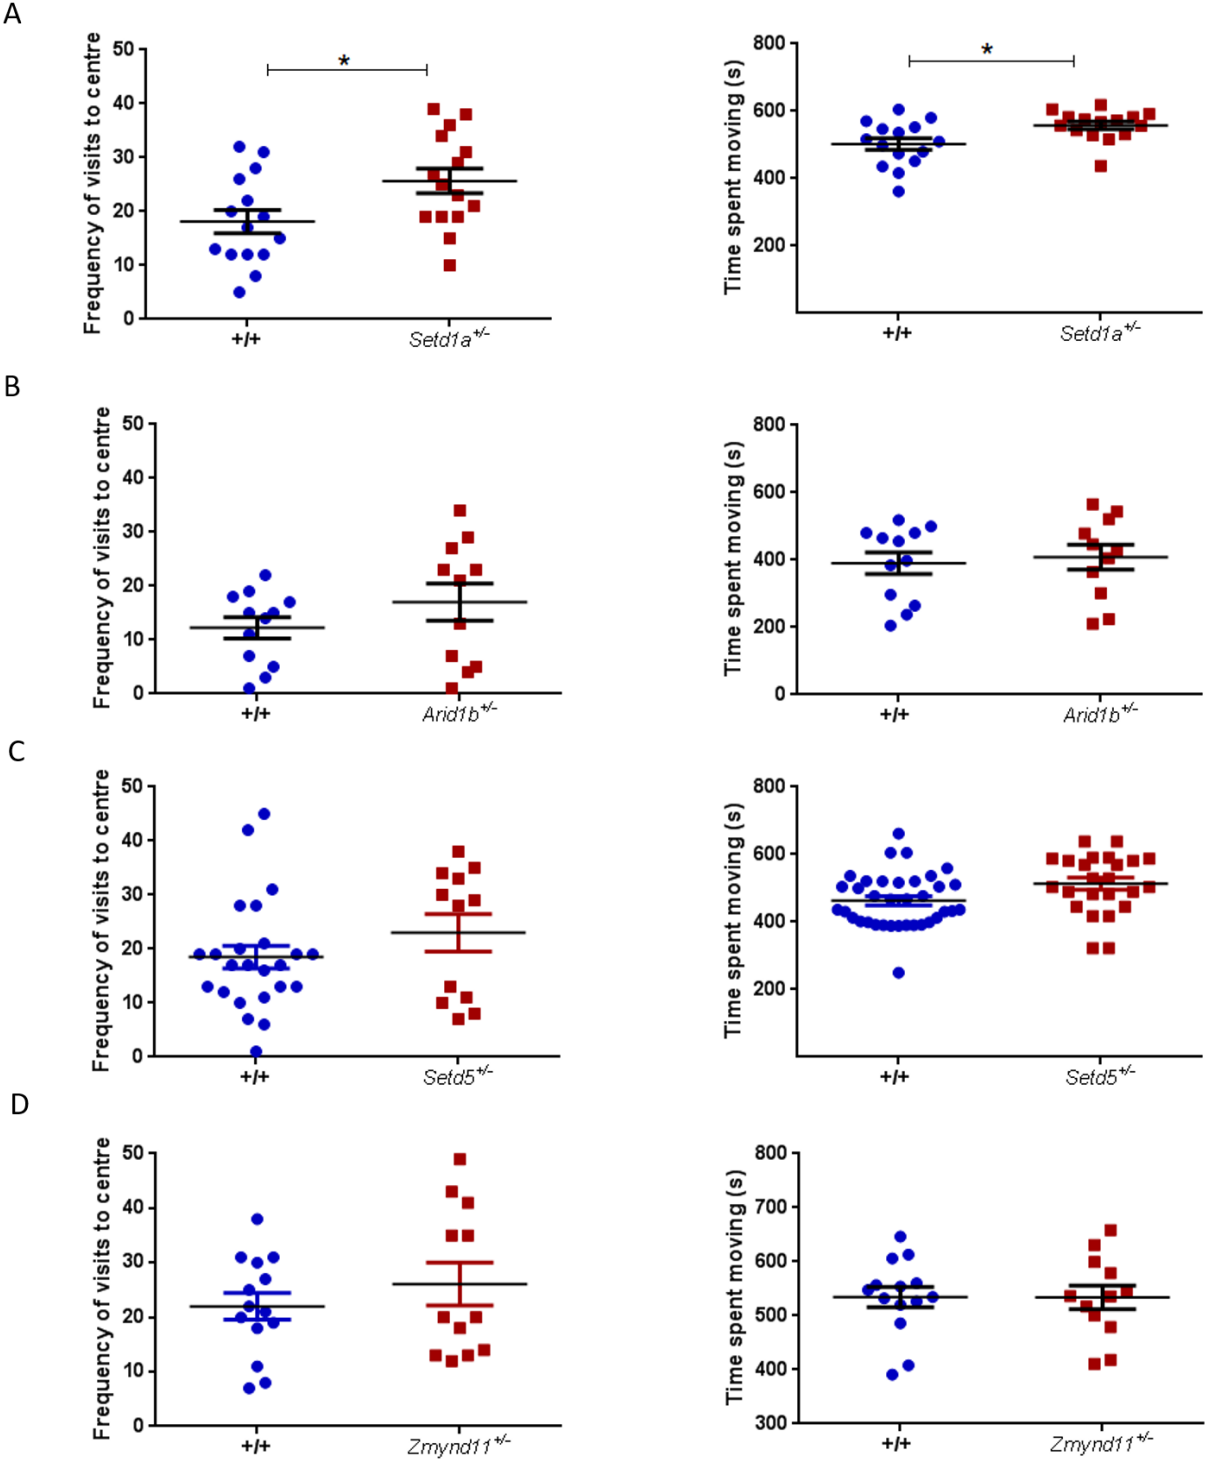 A
Frequency of visits to centre
50
40
30
20
10
0
*
+/+
Setd1a+/-
Time spent moving (s)
800
600
400
200
*
+/+
Setd1a+/-
B
Frequency of visits to centre
50
40
30
20
10
0
+/+
Arid1b+/-
Time spent moving (s)
800
600
400
200
0
+/+
Arid1b+/-
C
Frequency of visits to centre
50
40
30
20
10
0
+/+
Setd5+/-
Time spent moving (s)
800
600
400
200
+/+
Setd5+/-
D
Frequency of visits to centre
50
40
30
20
10
0
+/+
Zmynd11+/-
Time spent moving (s)
800
700
600
500
400
300
+/+
Zmynd11+/-